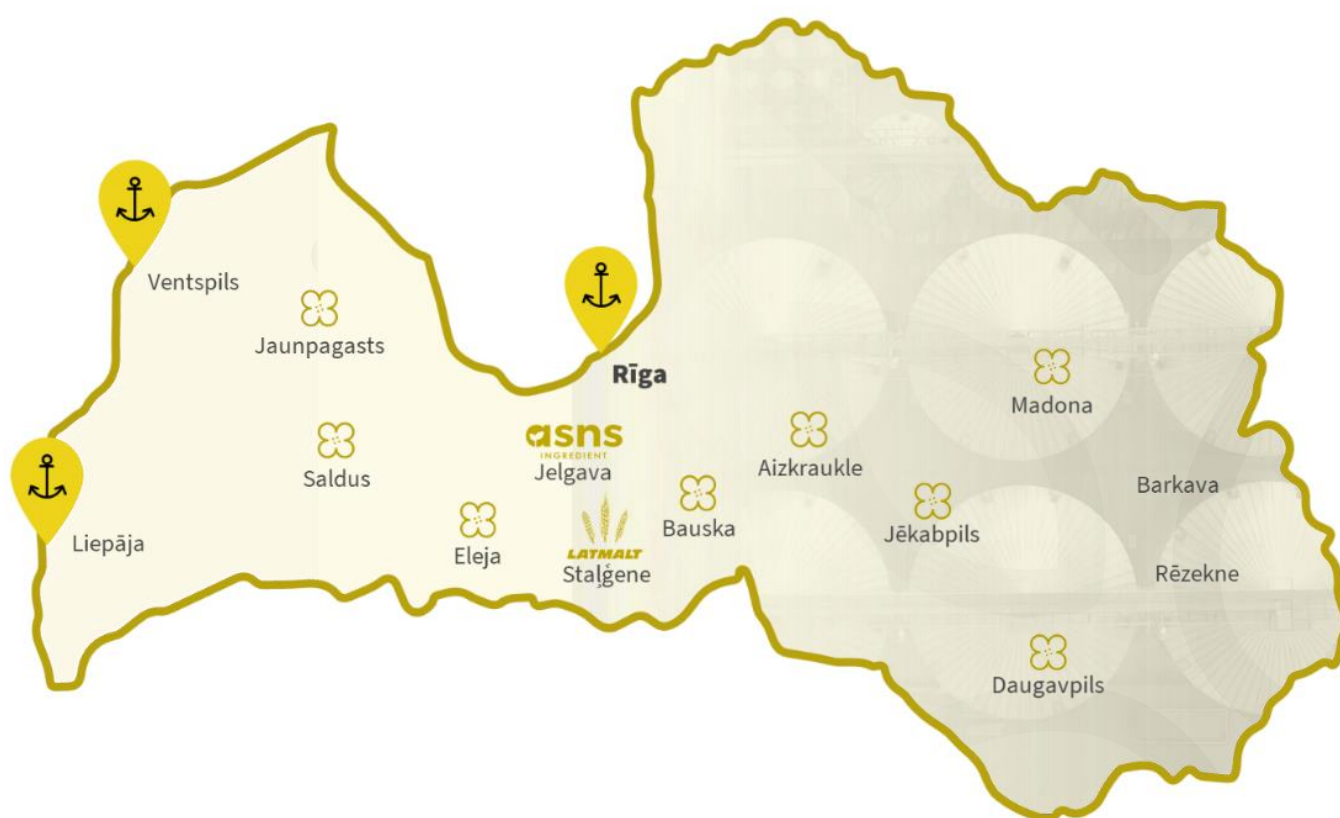 Ventspils
Jaunpagasts
Rīga
Madona
asns
INGREDIENT
Jelgava
Aizkraukle
Saldus
Barkava
Bauska
Jēkabpils
Liepāja
Eleja
LATMALT
Staļģene
Rēzekne
Daugavpils